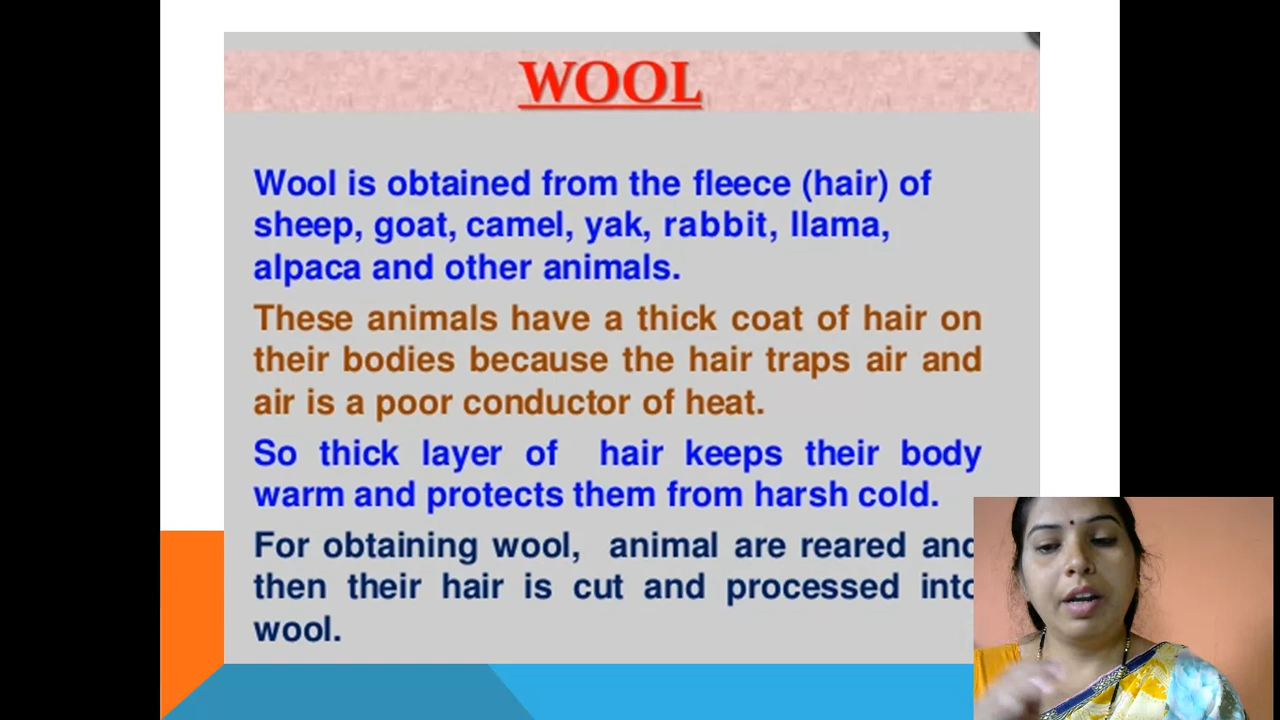 WOOL
Wool is obtained from the fleece (hair) of
sheep, goat, camel, yak, rabbit, llama,
alpaca and other animals.
These animals have a thick coat of hair on
their bodies because the hair traps air and
air is a poor conductor of heat.
So thick layer of hair keeps their body
warm and protects them from harsh cold.
For obtaining wool, animal are reared and
then their hair is cut and processed into
wool.